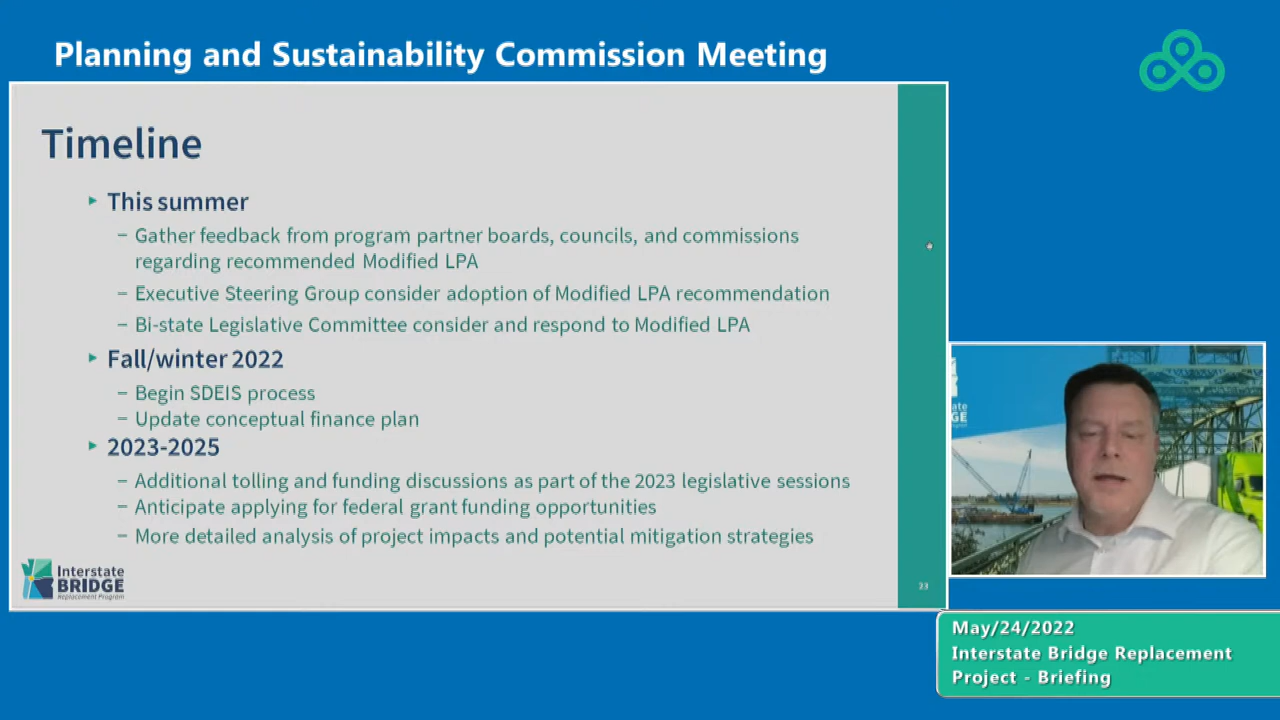 Planning and Sustainability Commission Meeting
Timeline
This summer
– Gather feedback from program partner boards, councils, and commissions
regarding recommended Modified LPA
– Executive Steering Group consider adoption of Modified LPA recommendation
– Bi-state Legislative Committee consider and respond to Modified LPA
Fall/winter 2022
– Begin SDEIS process
– Update conceptual finance plan
2023-2025
– Additional tolling and funding discussions as part of the 2023 legislative sessions
– Anticipate applying for federal grant funding opportunities
– More detailed analysis of project impacts and potential mitigation strategies
Interstate
BRIDGE
Replacement Program
23
May/24/2022
Interstate Bridge Replacement
Project - Briefing